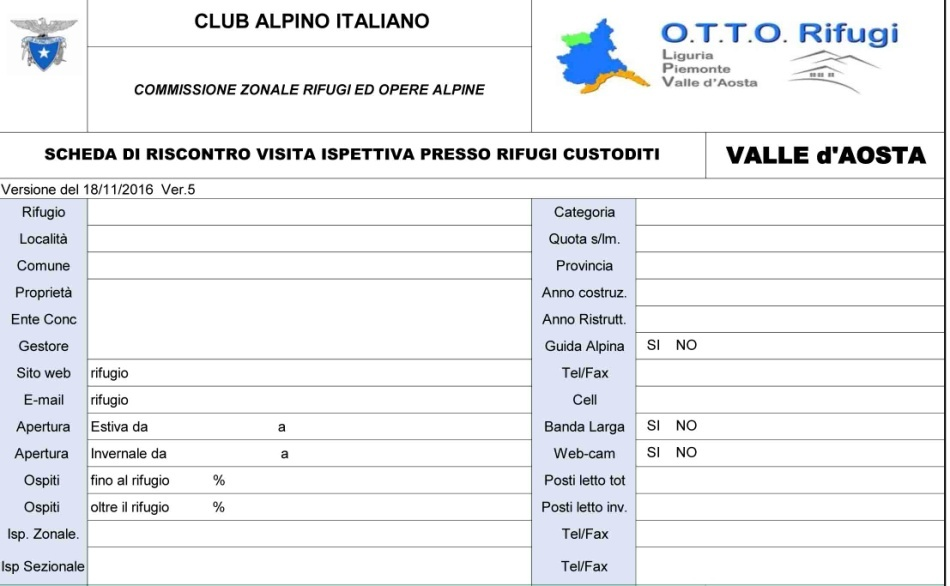 CLUB ALPINO ITALIANO
COMMISSIONE ZONALE RIFUGI ED OPERE ALPINE
O.T.T.O. Rifugi
Liguria
Piemonte
Valle d'Aosta
SCHEDA DI RISCONTRO VISITA ISPETTIVA PRESSO RIFUGI CUSTODITI VALLE d'AOSTA
Versione del 18/11/2016 Ver.5
Rifugio Categoria
Località Quota s/lm.
Comune Provincia
Proprietà Anno costruz.
Ente Conc Anno Ristrutt.
Gestore Guida Alpina SI NO
Sito web rifugio Tel/Fax
E-mail rifugio Cell
Apertura Estiva da a Banda Larga SI NO
Apertura Invernale da a Web-cam SI NO
Ospiti fino al rifugio % Posti letto tot
Ospiti oltre il rifugio % Posti letto inv.
Isp. Zonale. Tel/Fax
Isp Sezionale Tel/Fax